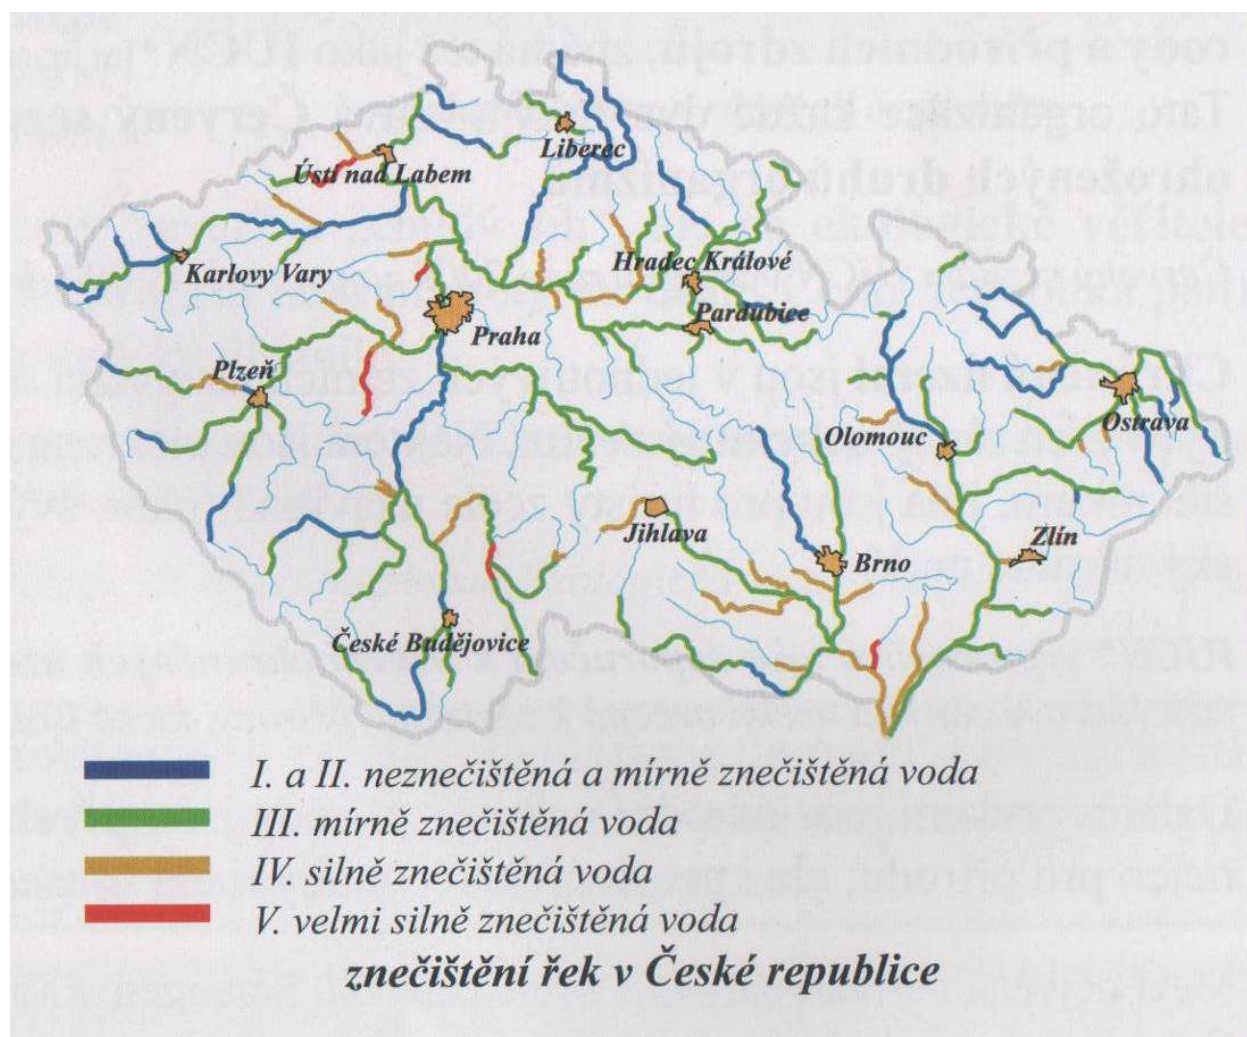 Liberec
Ústí nad Labem
Karlovy Vary
Hradec Králové
Pardubice
Praha
Plzeň
Ostrava
Olomouc
Jihlava
Zlín
Brno
České Budějovice
I. a II. neznečištěná a mírně znečištěná voda
III. mírně znečištěná voda
IV. silně znečištěná voda
V. velmi silně znečištěná voda
znečištění řek v České republice